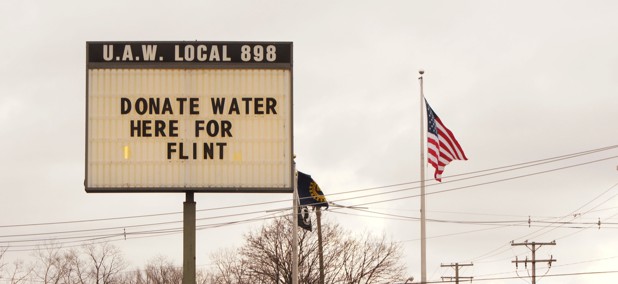 U.A.W. LOCAL 898
DONATE WATER
HERE FOR
FLINT